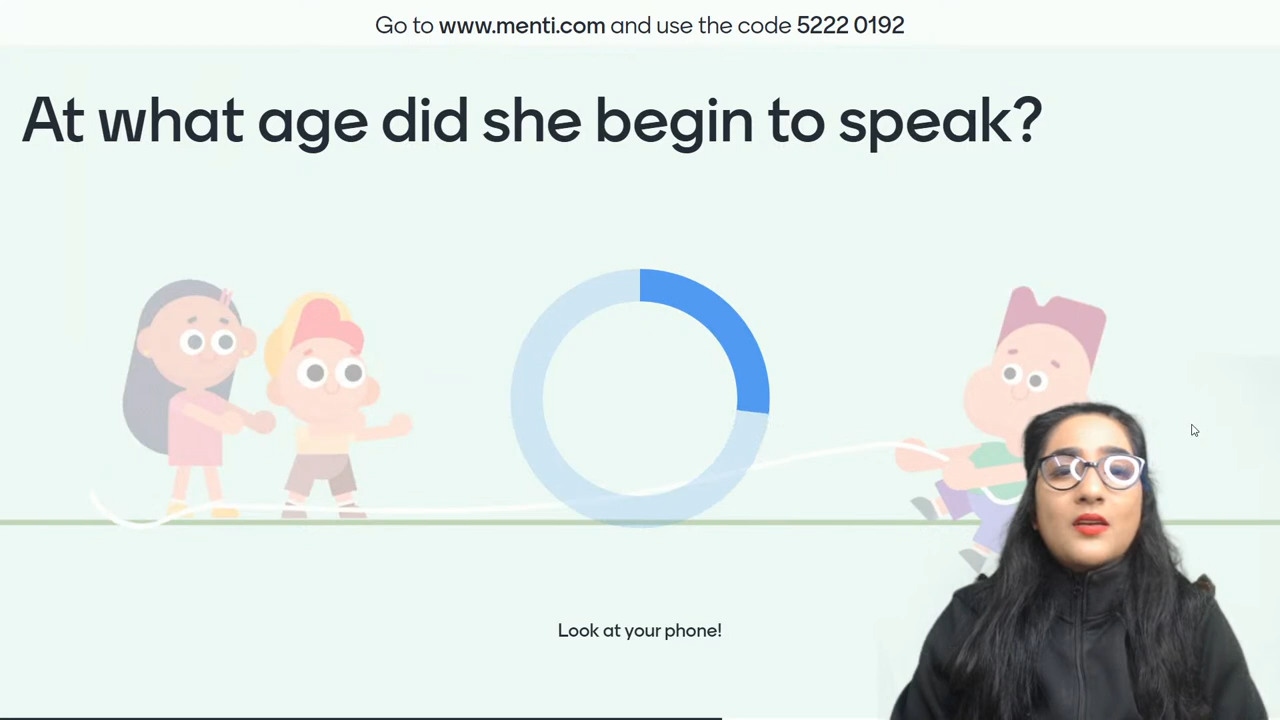 Go to www.menti.com and use the code 5222 0192
At what age did she begin to speak?
Look at your phone!